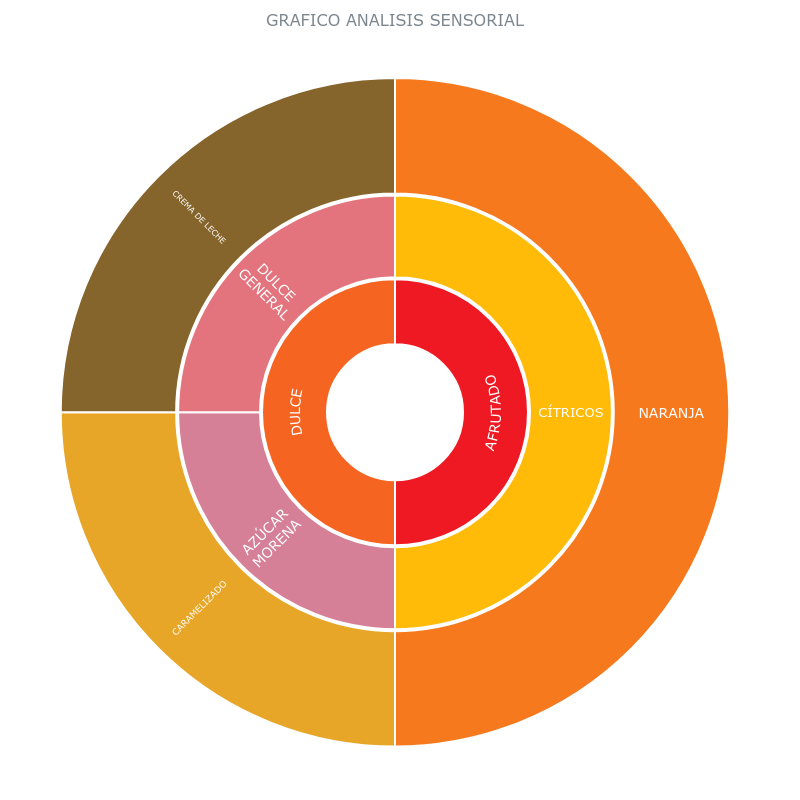 GRAFICO ANALISIS SENSORIAL
CREMA DE LECHE
DULCE
GENERAL
DULCE
AFRUTADO
CÍTRICOS
NARANJA
AZÚCAR
MORENA
CARAMELIZADO